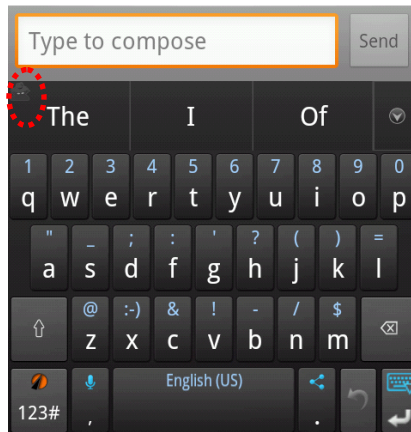 Type to compose
Send
The I Of
1 2 3 4 5 6 7 8 9 0
q w e r t y u i o p
" _ ; : ' ? ( ) =
a s d f g h j k l
@ :-) & ! - / $
z x c v b n m
English (US)
123# , .